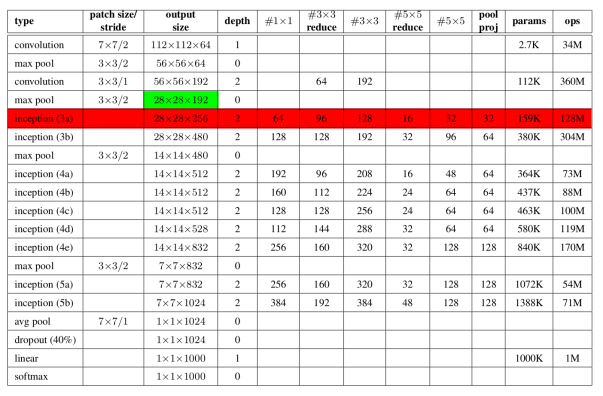 type patch size/ stride output size depth #1×1 #3×3 reduce #3×3 #5×5 reduce #5×5 pool proj params ops
convolution 7×7/2 112×112×64 1 2.7K 34M
max pool 3×3/2 56×56×64 0
convolution 3×3/1 56×56×192 2 64 192 112K 360M
max pool 3×3/2 28×28×192 0
inception (3a) 28×28×256 2 64 96 128 16 32 32 159K 128M
inception (3b) 28×28×480 2 128 128 192 32 96 64 380K 304M
max pool 3×3/2 14×14×480 0
inception (4a) 14×14×512 2 192 96 208 16 48 64 364K 73M
inception (4b) 14×14×512 2 160 112 224 24 64 64 437K 88M
inception (4c) 14×14×512 2 128 128 256 24 64 64 463K 100M
inception (4d) 14×14×528 2 112 144 288 32 64 64 580K 119M
inception (4e) 14×14×832 2 256 160 320 32 128 128 840K 170M
max pool 3×3/2 7×7×832 0
inception (5a) 7×7×832 2 256 160 320 32 128 128 1072K 54M
inception (5b) 7×7×1024 2 384 192 384 48 128 128 1388K 71M
avg pool 7×7/1 1×1×1024 0
dropout (40%) 1×1×1024 0
linear 1×1×1000 1 1000K 1M
softmax 1×1×1000 0